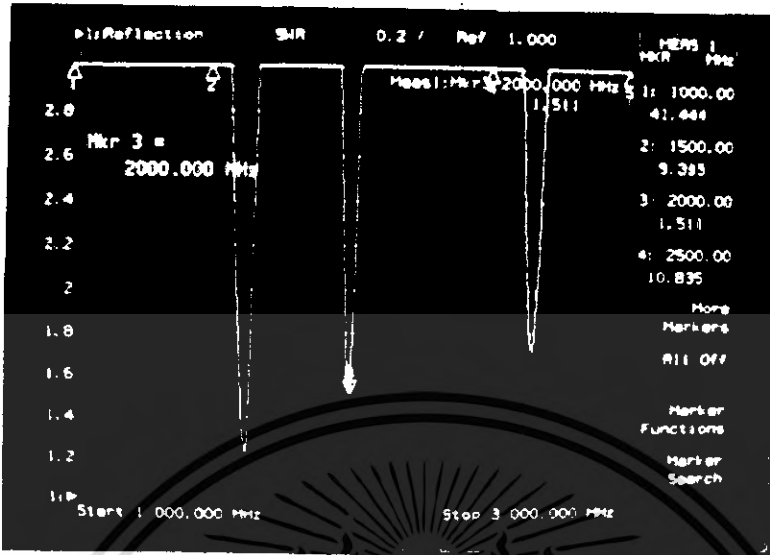 ▶1:Reflection SWR 0.2 / Ref 1.000
MEAS 1
MKR MHz
Meas1:Mkr3 2000.000 MHz
1.511
1 2 5
Mkr 3 =
2000.000 MHz
1: 1000.00
41.444
2: 1500.00
9.395
3: 2000.00
1.511
4: 2500.00
10.835
More
Markers
All Off
Marker
Functions
Marker
Search
2.8
2.6
2.4
2.2
2
1.8
1.6
1.4
1.2
Start 1 000.000 MHz Stop 3 000.000 MHz